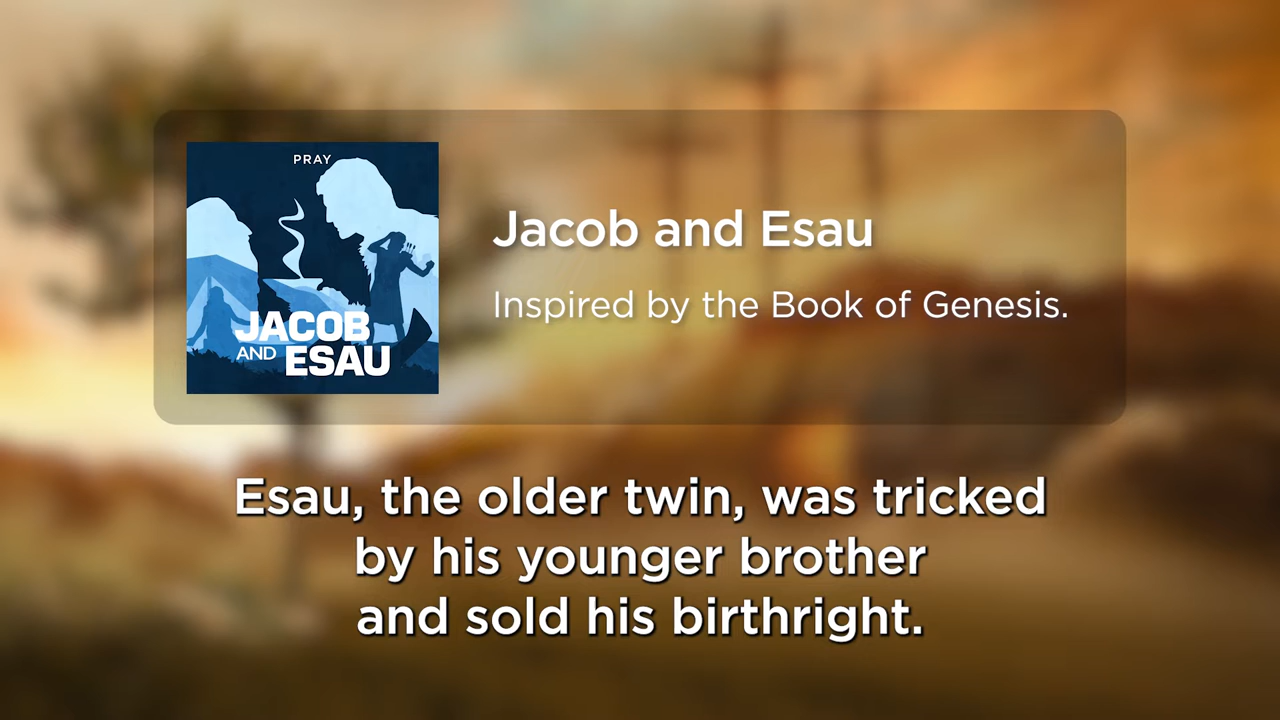 PRAY
JACOB
AND ESAU
Jacob and Esau
Inspired by the Book of Genesis.
Esau, the older twin, was tricked
by his younger brother
and sold his birthright.